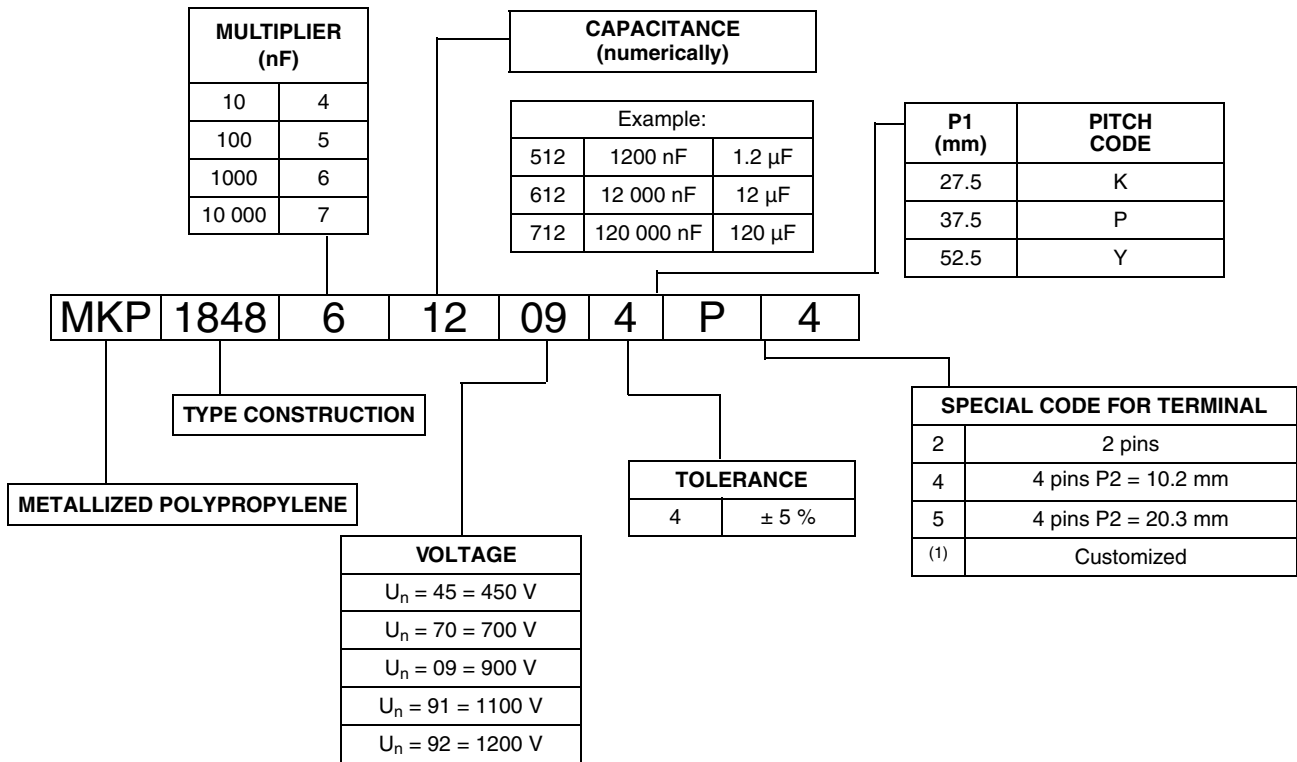 MULTIPLIER
(nF)
10 4
100 5
1000 6
10 000 7
CAPACITANCE
(numerically)
Example:
512 1200 nF 1.2 µF
612 12 000 nF 12 µF
712 120 000 nF 120 µF
P1
(mm) PITCH
CODE
27.5 K
37.5 P
52.5 Y
MKP 1848 6 12 09 4 P 4
TYPE CONSTRUCTION
METALLIZED POLYPROPYLENE
VOLTAGE
Un = 45 = 450 V
Un = 70 = 700 V
Un = 09 = 900 V
Un = 91 = 1100 V
Un = 92 = 1200 V
TOLERANCE
4 ± 5 %
SPECIAL CODE FOR TERMINAL
2 2 pins
4 4 pins P2 = 10.2 mm
5 4 pins P2 = 20.3 mm
(1) Customized